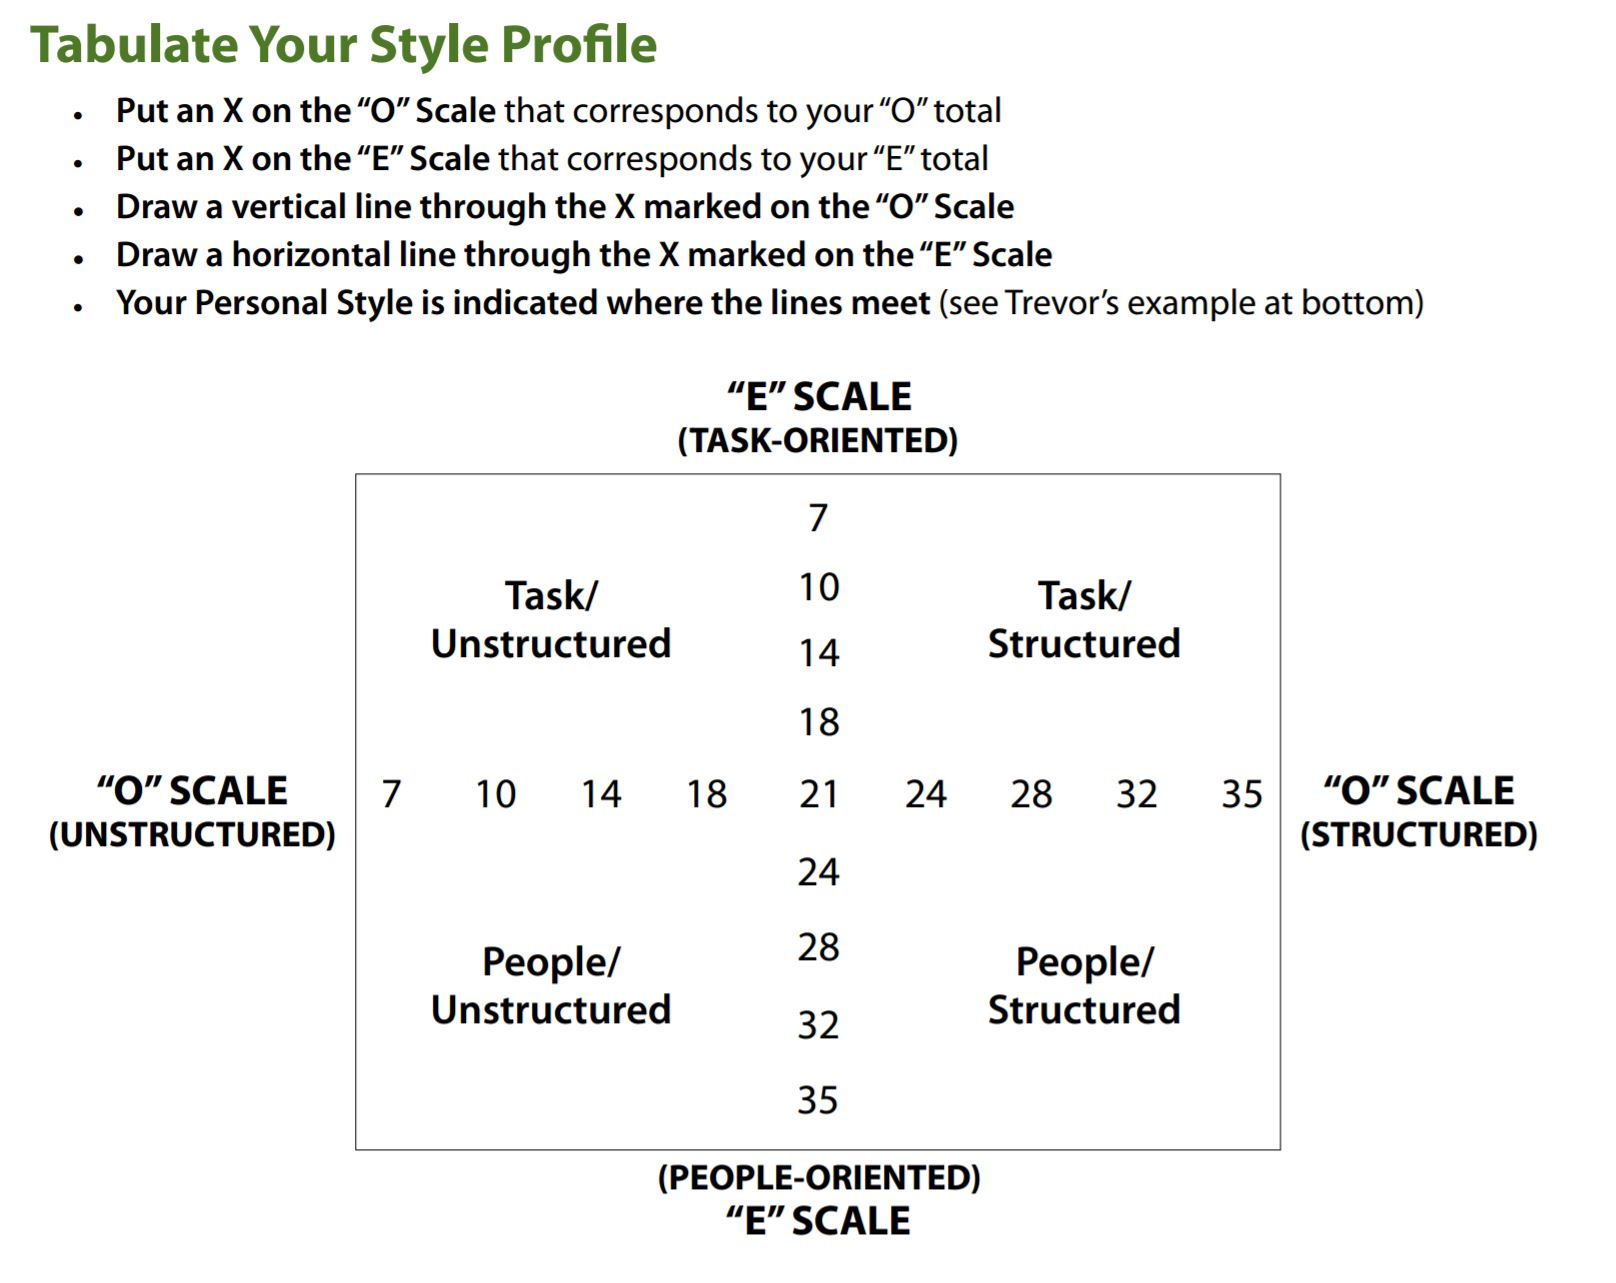 Tabulate Your Style Profile
• Put an X on the “O” Scale that corresponds to your “O” total
• Put an X on the “E” Scale that corresponds to your “E” total
• Draw a vertical line through the X marked on the “O” Scale
• Draw a horizontal line through the X marked on the “E” Scale
• Your Personal Style is indicated where the lines meet (see Trevor’s example at bottom)
“E” SCALE
(TASK-ORIENTED)
7
10
Task/
Unstructured
Task/
Structured
14
18
“O” SCALE
(UNSTRUCTURED)
7 10 14 18 21 24 28 32 35
“O” SCALE
(STRUCTURED)
24
28
People/
Unstructured
People/
Structured
32
35
(PEOPLE-ORIENTED)
“E” SCALE